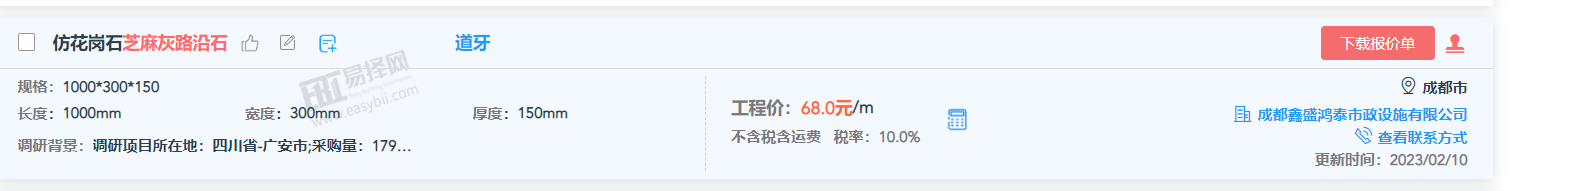 仿花岗石芝麻灰路沿石 道牙 下载报价单
规格：1000*300*150
长度：1000mm 宽度：300mm 厚度：150mm
调研背景：调研项目所在地：四川省-广安市;采购量：179...
工程价：68.0元/m
不含税含运费 税率：10.0%
成都市
成都鑫盛鸿泰市政设施有限公司
查看联系方式
更新时间：2023/02/10
易择网
www.easybii.com